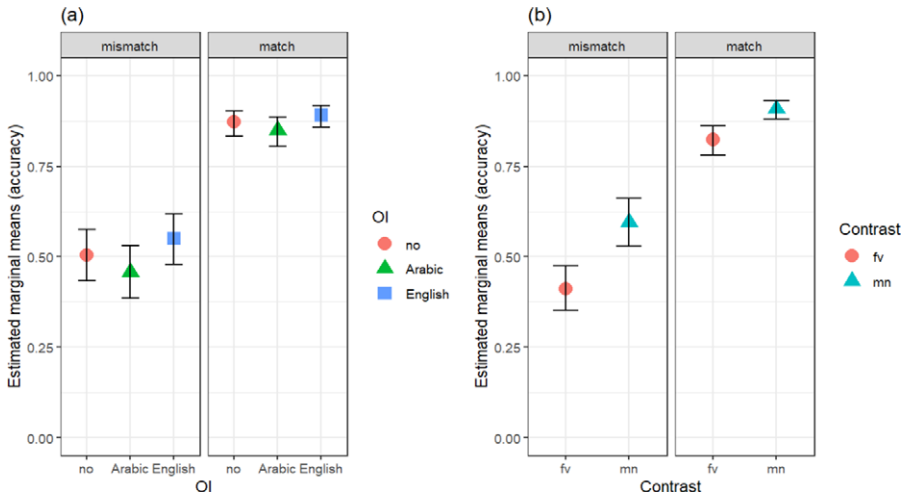 (a)
mismatch
match
Estimated marginal means (accuracy)
1.00
0.75
0.50
0.25
0.00
no
Arabic
English
no
Arabic
English
OI
OI
no
Arabic
English
(b)
mismatch
match
Estimated marginal means (accuracy)
1.00
0.75
0.50
0.25
0.00
fv
mn
fv
mn
Contrast
Contrast
fv
mn